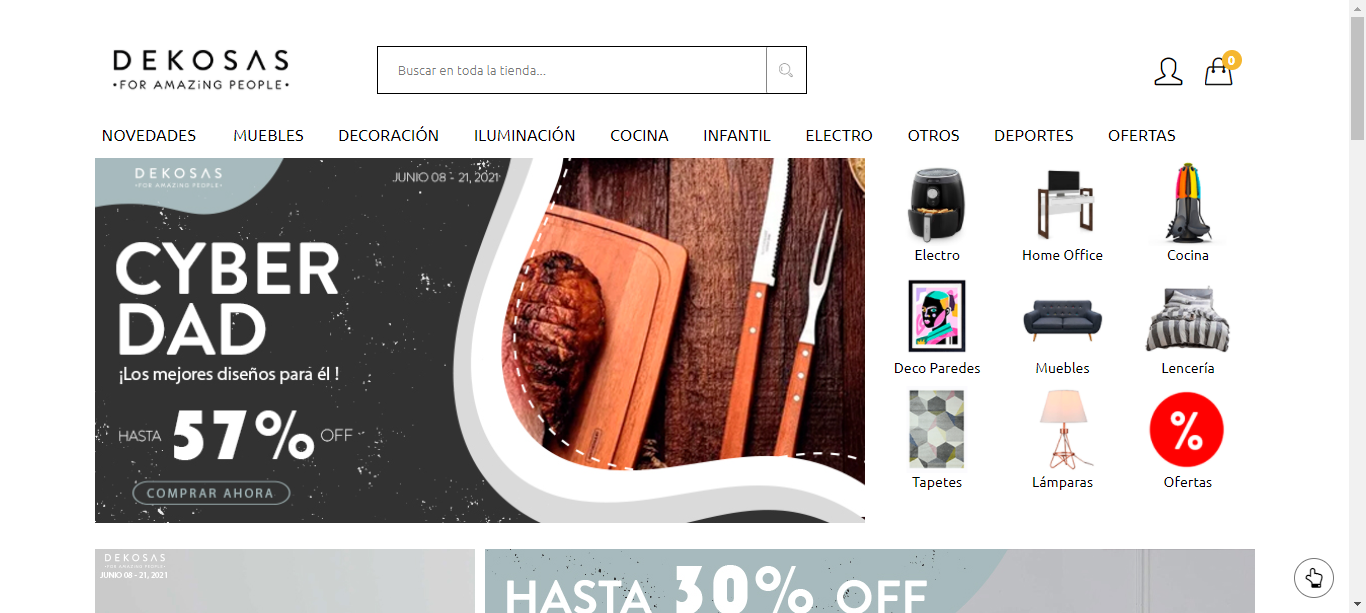 DEKOSAS
•FOR AMAZiNG PEOPLE•
Buscar en toda la tienda...
0
NOVEDADES MUEBLES DECORACIÓN ILUMINACIÓN COCINA INFANTIL ELECTRO OTROS DEPORTES OFERTAS
DEKOSAS
•FOR AMAZING PEOPLE•
JUNIO 08 - 21, 2021
CYBER
DAD
¡Los mejores diseños para él !
HASTA 57% OFF
COMPRAR AHORA
Electro Home Office Cocina
Deco Paredes Muebles Lencería
%
Tapetes Lámparas Ofertas
DEKOSAS
•FOR AMAZING PEOPLE•
JUNIO 08 - 21, 2021
HASTA 30% OFF